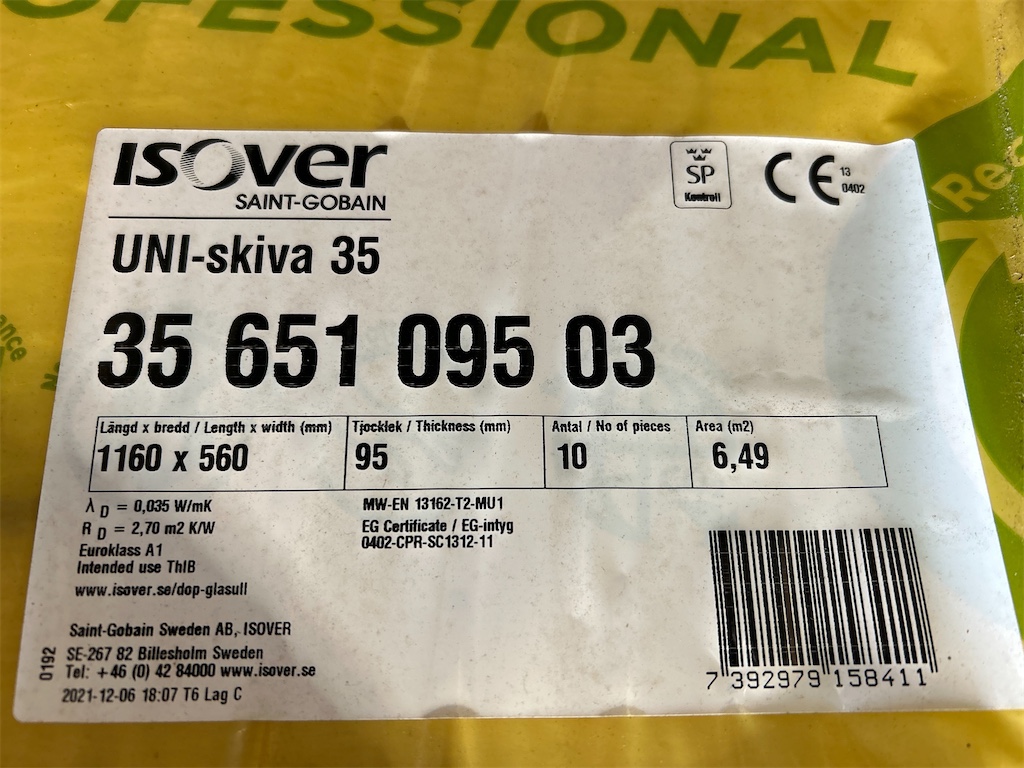 OFESSIONAL
ISOVER
SAINT-GOBAIN
SP
Kontroll
CE
13
0402
Res
UNI-skiva 35
35 651 095 03
ance
Längd x bredd / Length x width (mm)
Tjocklek / Thickness (mm)
Antal / No of pieces
Area (m2)
1160 x 560
95
10
6,49
λ D = 0,035 W/mK
R D = 2,70 m2 K/W
Euroklass A1
Intended use ThIB
www.isover.se/dop-glasull
MW-EN 13162-T2-MU1
EG Certificate / EG-intyg
0402-CPR-SC1312-11
Saint-Gobain Sweden AB, ISOVER
SE-267 82 Billesholm Sweden
Tel: +46 (0) 42 84000 www.isover.se
2021-12-06 18:07 T6 Lag C
0192
7 392979 158411